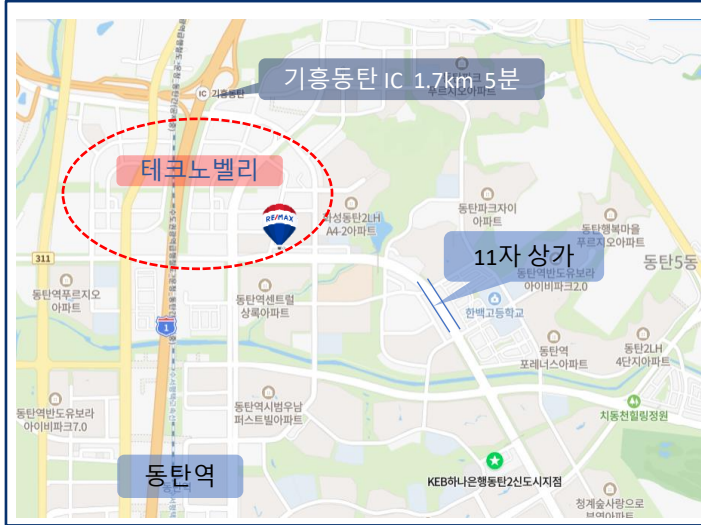 기흥동탄 IC 1.7km 5분
푸르지오아파트
IC 기흥동탄
테크노벨리
RE/MAX
화성동탄2LH
A4-2아파트
동탄파크자이
아파트
동탄행복마을
푸르지오아파트
311
11자 상가
동탄역반도유보라
아이비파크2.0
동탄5동
동탄역푸르지오
아파트
동탄역센트럴
상록아파트
한백고등학교
1
동탄역
포레너스아파트
동탄2LH
4단지아파트
동탄역반도유보라
아이비파크7.0
동탄역시범우남
퍼스트빌아파트
치동천힐링정원
동탄역
KEB하나은행동탄2신도시지점
청계숲사랑으로
부영아파트